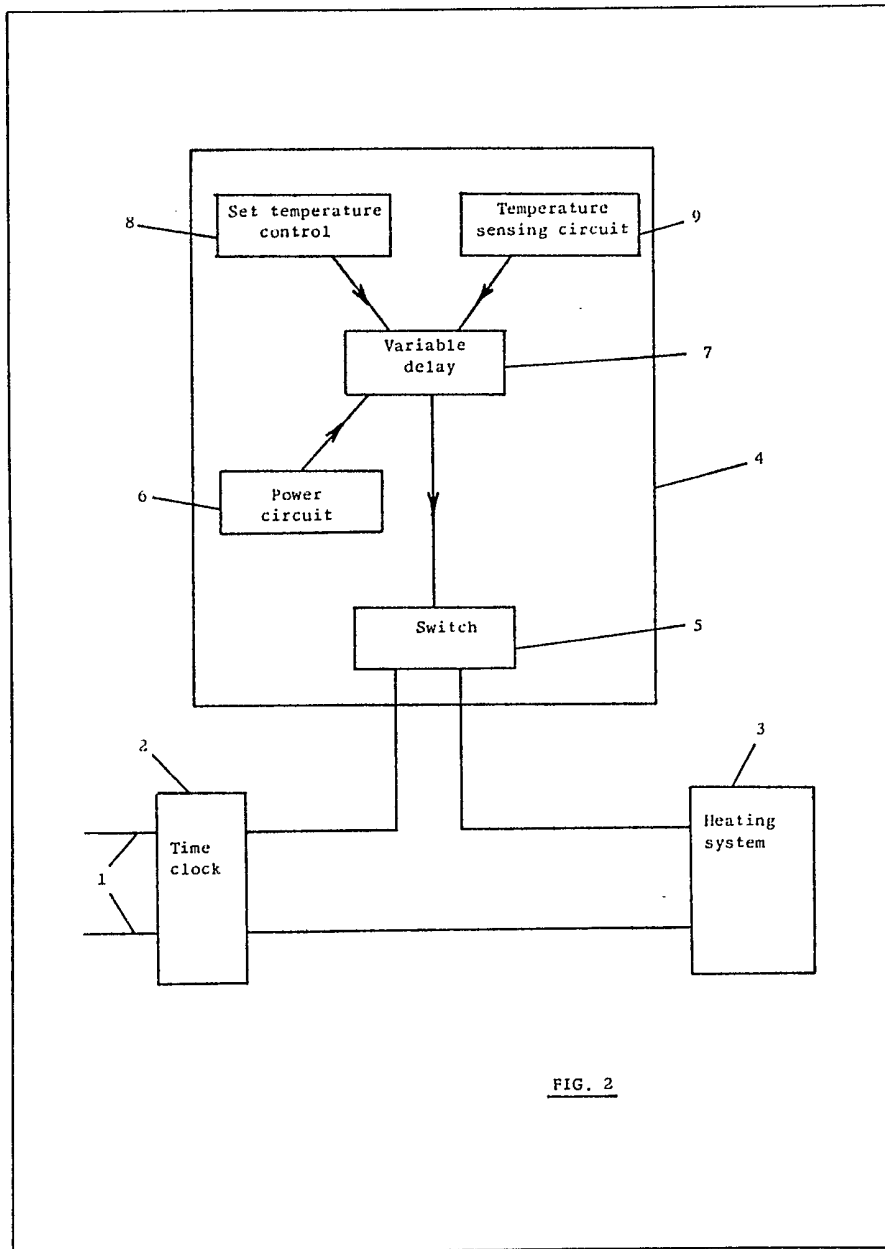 8
Set temperature
control
Temperature
sensing circuit
9
Variable
delay
7
4
6
Power
circuit
Switch
5
2
3
Time
clock
Heating
system
1
FIG. 2